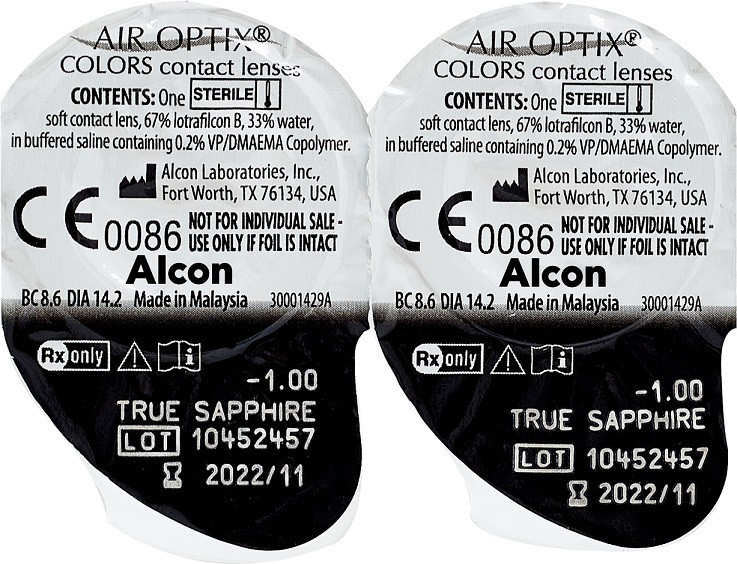 AIR OPTIX®
COLORS contact lenses
CONTENTS: One STERILE
soft contact lens, 67% lotrafilcon B, 33% water,
in buffered saline containing 0.2% VP/DMAEMA Copolymer.
Alcon Laboratories, Inc.,
Fort Worth, TX 76134, USA
CE 0086 NOT FOR INDIVIDUAL SALE -
USE ONLY IF FOIL IS INTACT
Alcon
BC 8.6 DIA 14.2 Made in Malaysia 30001429A
Rx only
-1.00
TRUE SAPPHIRE
LOT 10452457
2022/11
AIR OPTIX®
COLORS contact lenses
CONTENTS: One STERILE
soft contact lens, 67% lotrafilcon B, 33% water,
in buffered saline containing 0.2% VP/DMAEMA Copolymer.
Alcon Laboratories, Inc.,
Fort Worth, TX 76134, USA
CE 0086 NOT FOR INDIVIDUAL SALE -
USE ONLY IF FOIL IS INTACT
Alcon
BC 8.6 DIA 14.2 Made in Malaysia 30001429A
Rx only
-1.00
TRUE SAPPHIRE
LOT 10452457
2022/11